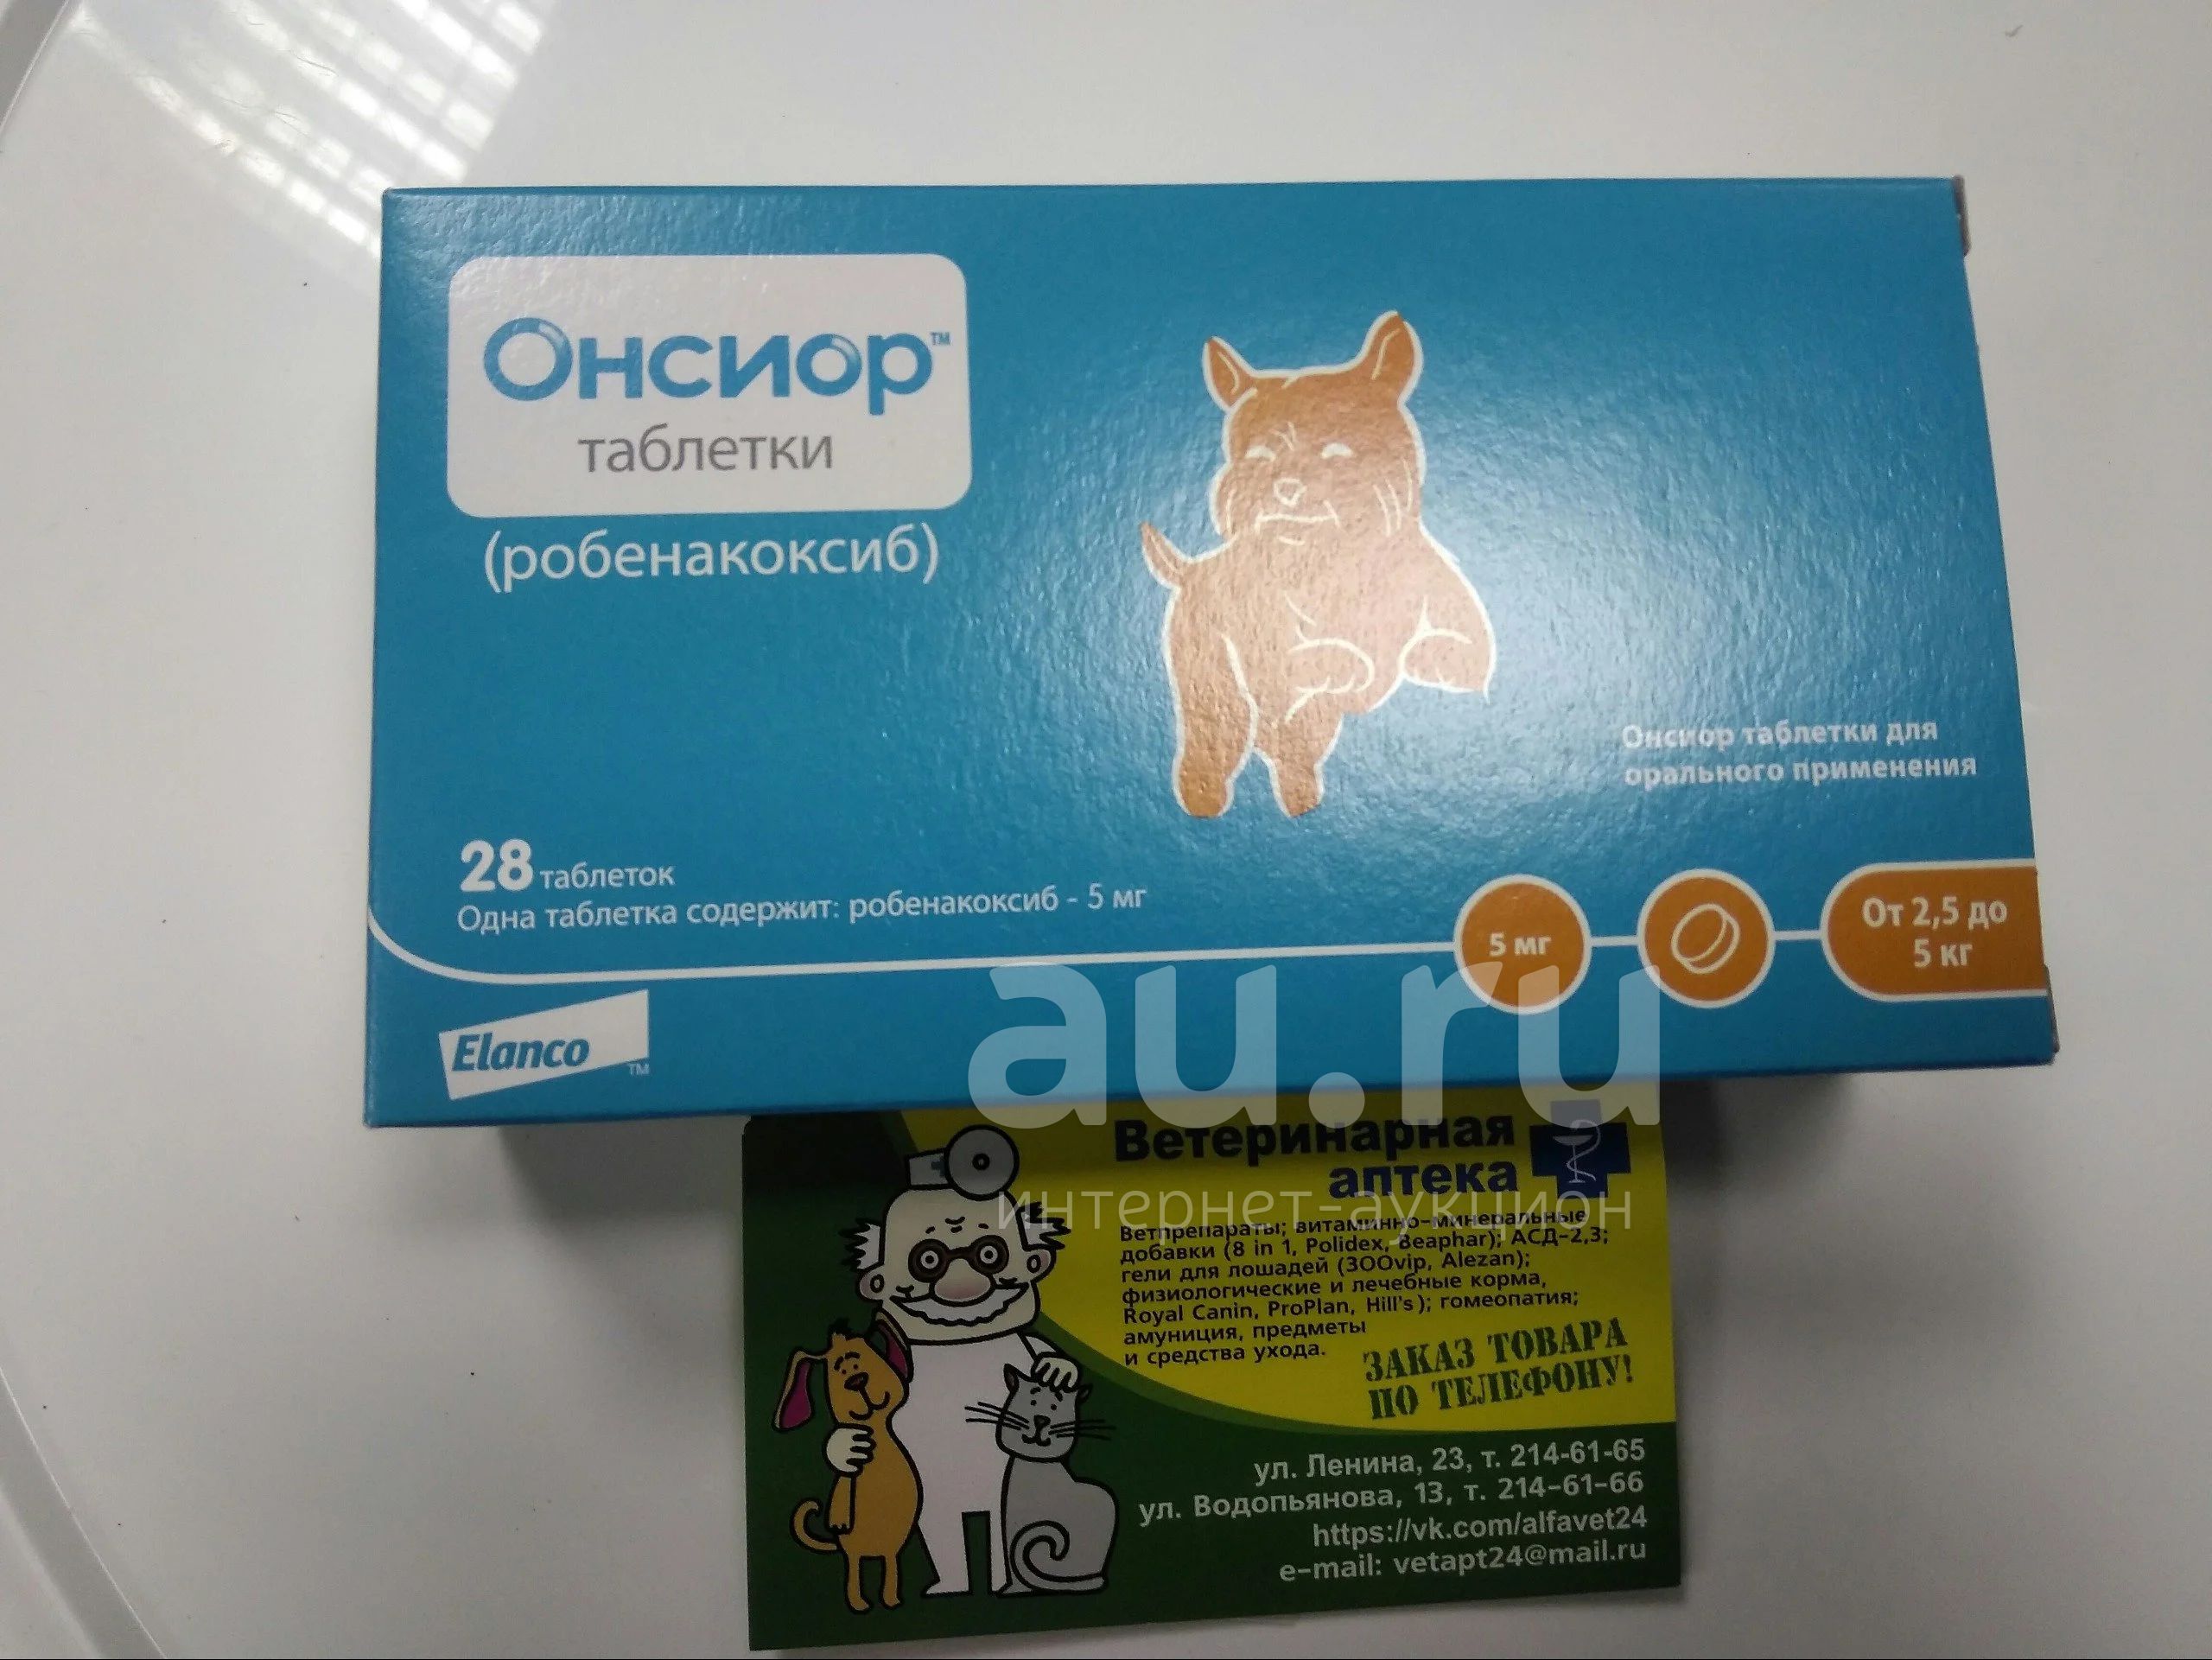 Онсиор™
таблетки
(робенакоксиб)
Онсиор таблетки для
орального применения
28 таблеток
Одна таблетка содержит: робенакоксиб - 5 мг
5 мг
От 2,5 до
5 кг
Elanco™
au.ru
интернет-аукцион
Ветеринарная
аптека
Ветпрепараты; витаминно-минеральные
добавки (8 in 1, Polidex, Beaphar); АСД-2,3;
гели для лошадей (ЗООvip, Alezan);
физиологические и лечебные корма,
Royal Canin, ProPlan, Hill's); гомеопатия;
амуниция, предметы
и средства ухода.
ЗАКАЗ ТОВАРА
ПО ТЕЛЕФОНУ!
ул. Ленина, 23, т. 214-61-65
ул. Водопьянова, 13, т. 214-61-66
https://vk.com/alfavet24
e-mail: vetapt24@mail.ru